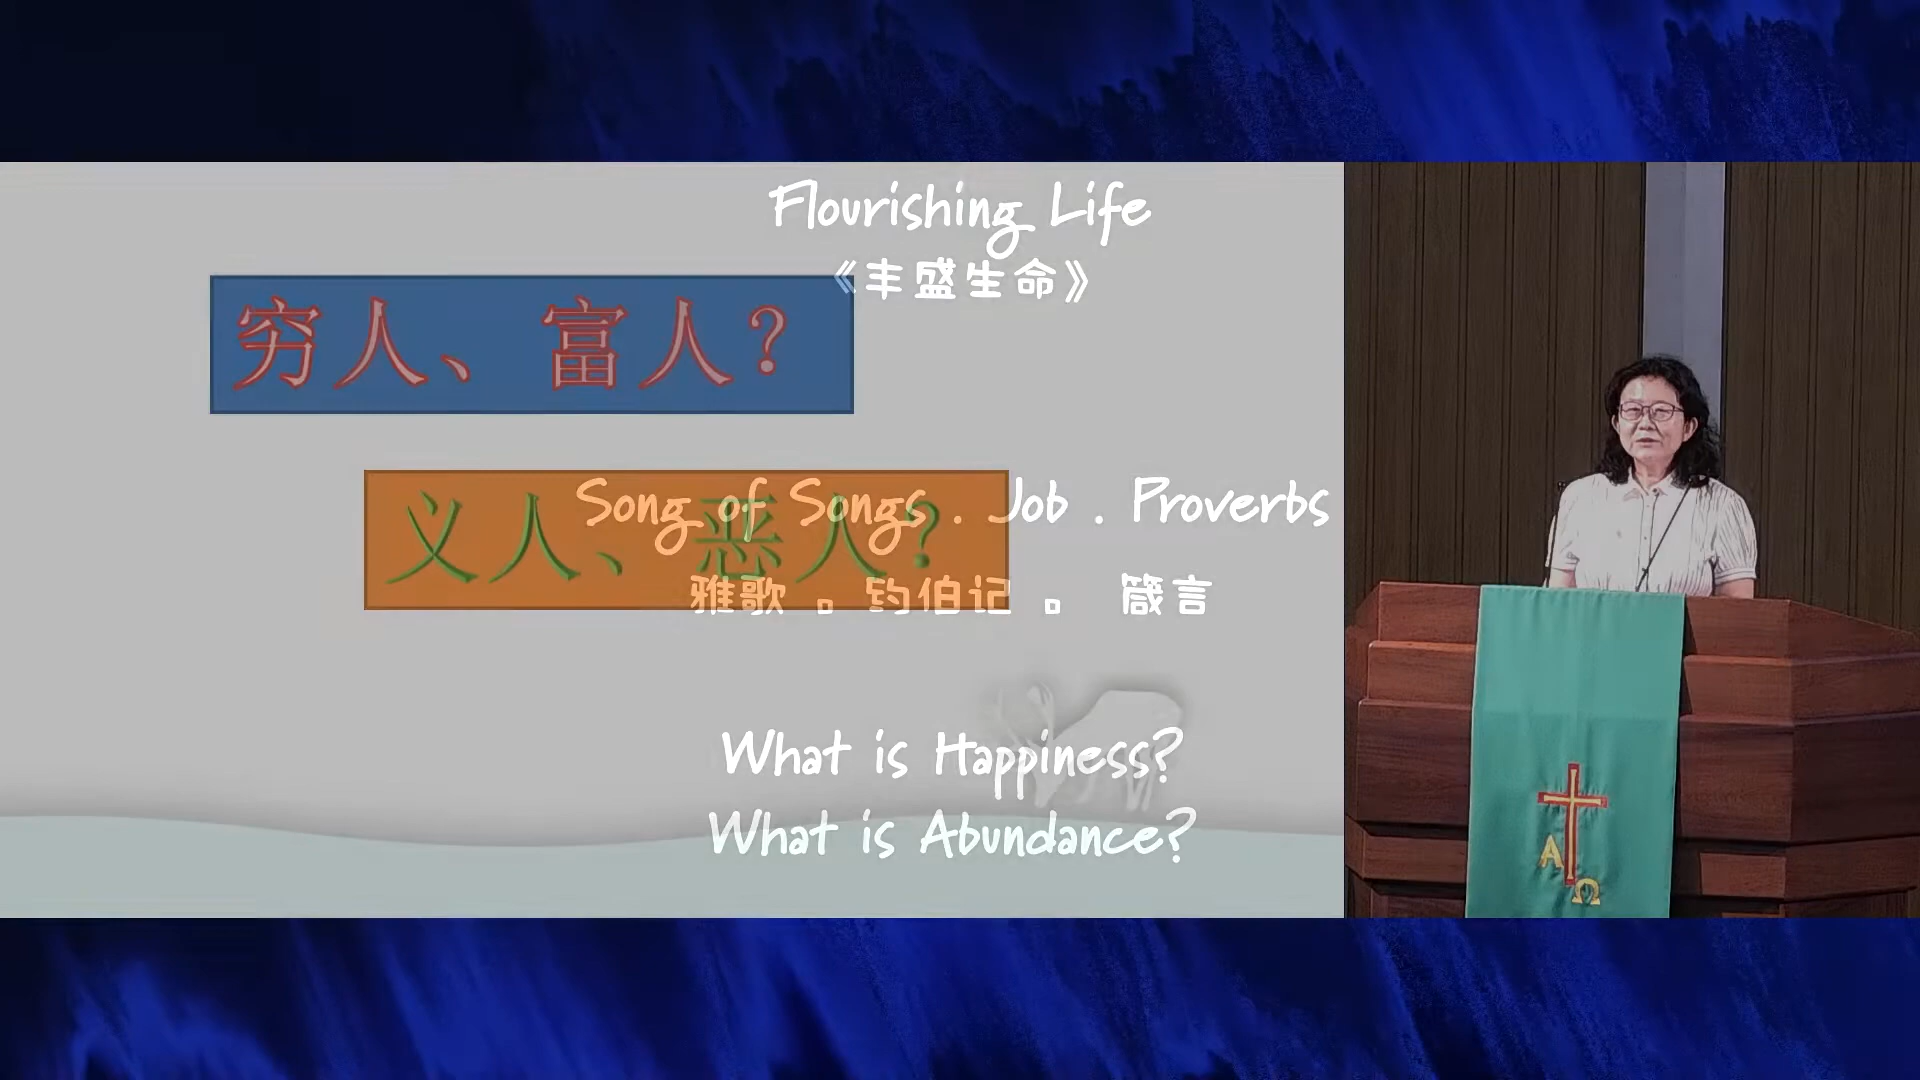 Flourishing Life
《丰盛生命》
穷人、富人?
Song of Songs . Job . Proverbs
义人、恶人?
雅歌 。 约伯记 。 箴言
What is Happiness?
What is Abundance?
Α
Ω